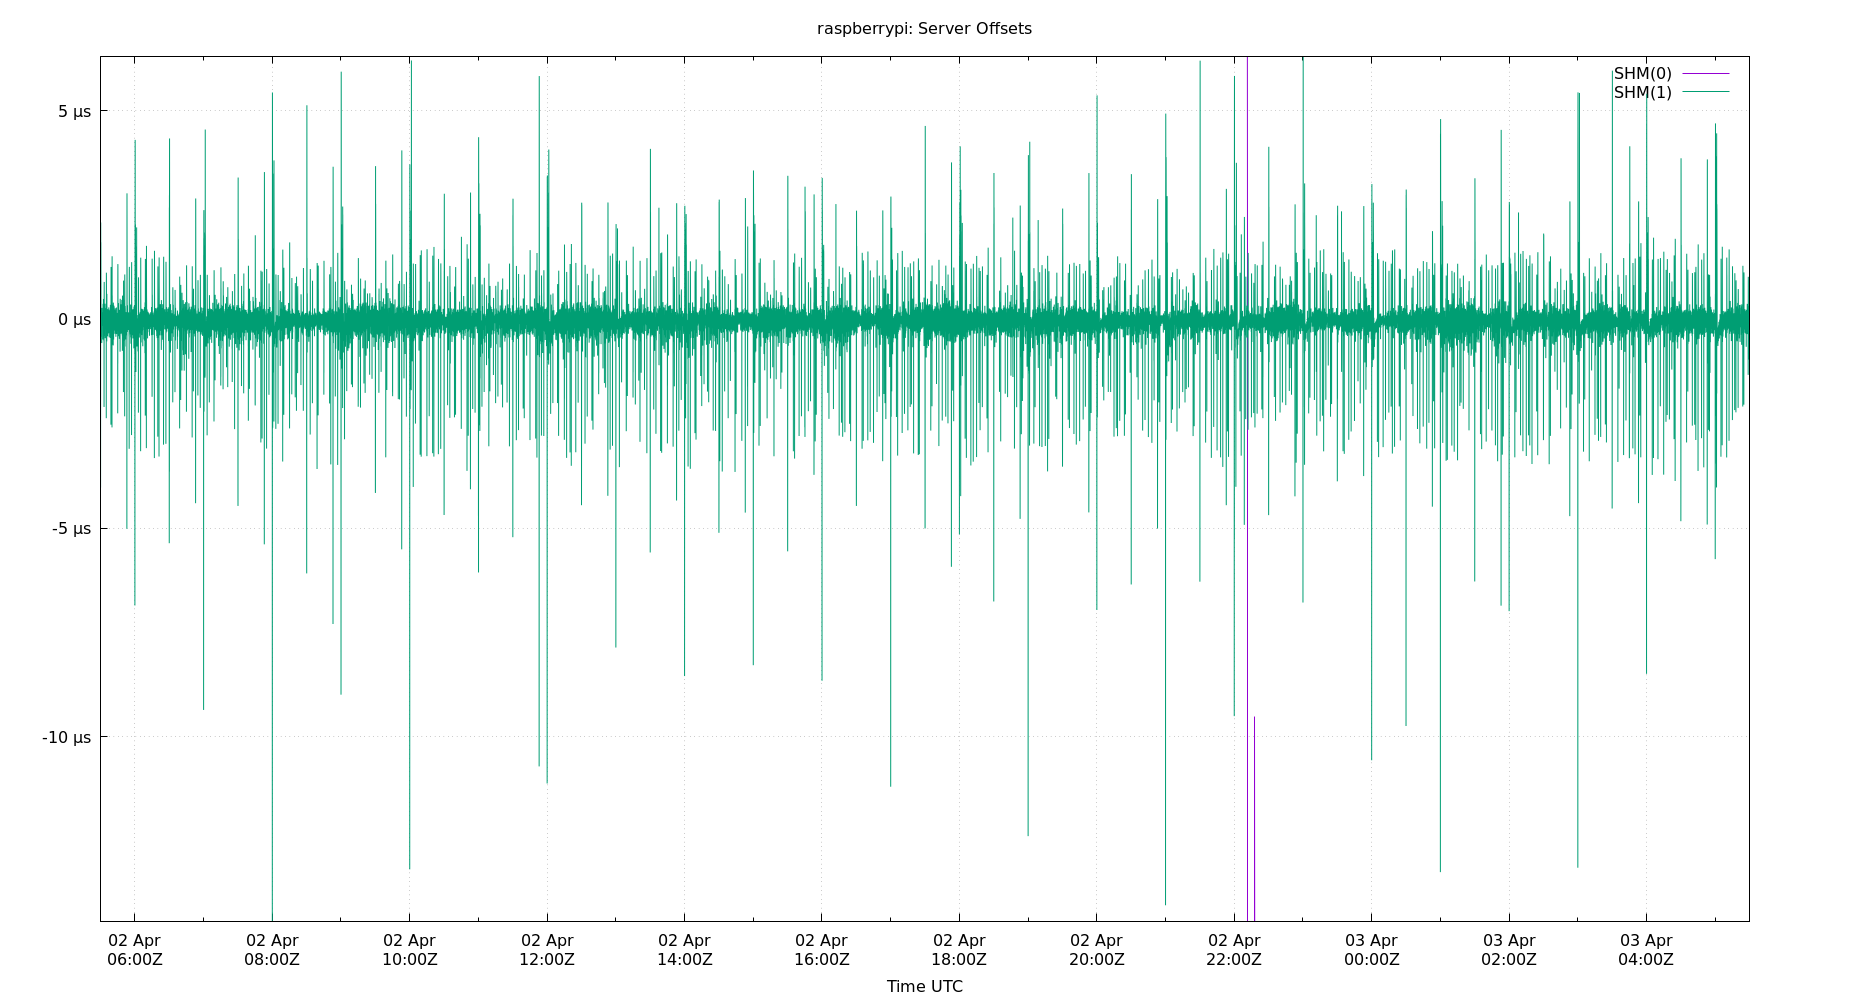 raspberrypi: Server Offsets
SHM(0)
SHM(1)
5 µs
0 µs
-5 µs
-10 µs
02 Apr 02 Apr 02 Apr 02 Apr 02 Apr 02 Apr 02 Apr 02 Apr 02 Apr 03 Apr 03 Apr 03 Apr
06:00Z 08:00Z 10:00Z 12:00Z 14:00Z 16:00Z 18:00Z 20:00Z 22:00Z 00:00Z 02:00Z 04:00Z
Time UTC